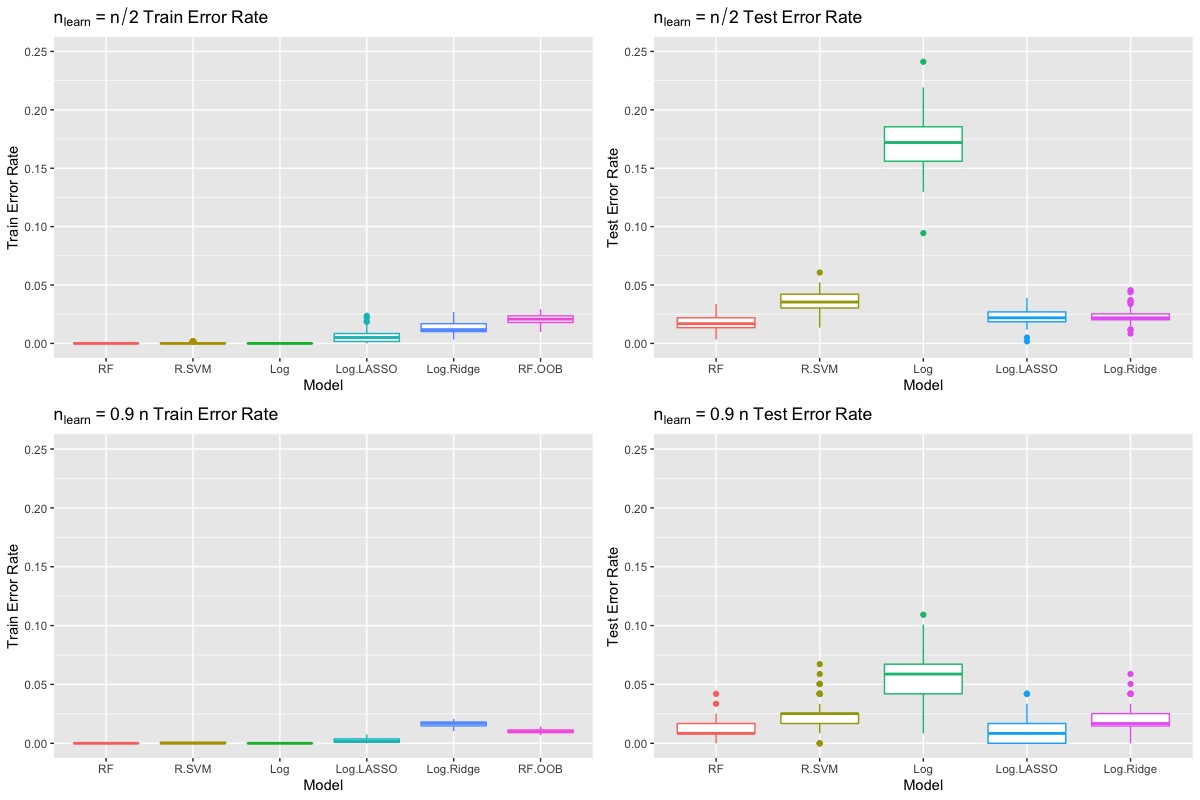 n_learn = n/2 Train Error Rate
0.25
0.20
0.15
0.10
0.05
0.00
Train Error Rate
RF R.SVM Log Log.LASSO Log.Ridge RF.OOB
Model
n_learn = n/2 Test Error Rate
0.25
0.20
0.15
0.10
0.05
0.00
Test Error Rate
RF R.SVM Log Log.LASSO Log.Ridge
Model
n_learn = 0.9 n Train Error Rate
0.25
0.20
0.15
0.10
0.05
0.00
Train Error Rate
RF R.SVM Log Log.LASSO Log.Ridge RF.OOB
Model
n_learn = 0.9 n Test Error Rate
0.25
0.20
0.15
0.10
0.05
0.00
Test Error Rate
RF R.SVM Log Log.LASSO Log.Ridge
Model